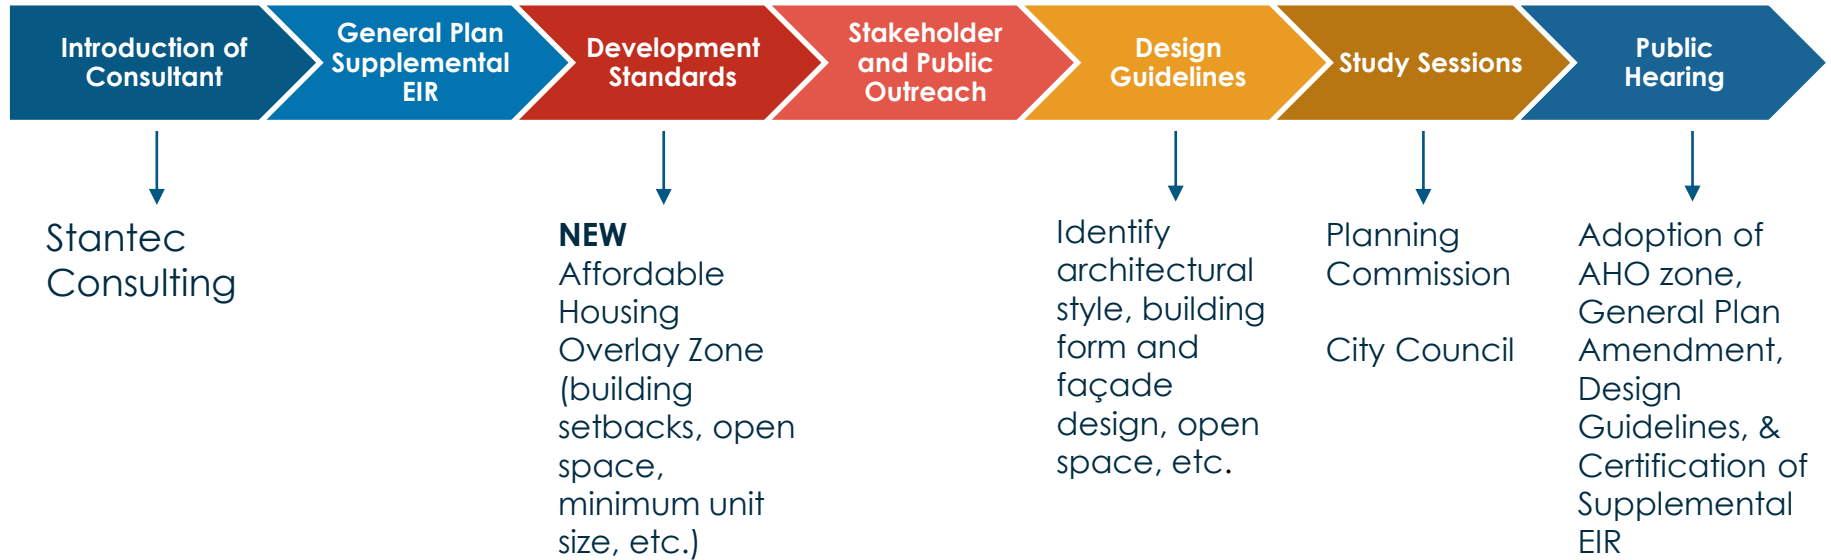 Introduction of
Consultant
General Plan
Supplemental
EIR
Development
Standards
Stakeholder
and Public
Outreach
Design
Guidelines
Study Sessions
Public
Hearing
Stantec
Consulting
NEW
Affordable
Housing
Overlay Zone
(building
setbacks, open
space,
minimum unit
size, etc.)
Identify
architectural
style, building
form and
façade
design, open
space, etc.
Planning
Commission
City Council
Adoption of
AHO zone,
General Plan
Amendment,
Design
Guidelines, &
Certification of
Supplemental
EIR